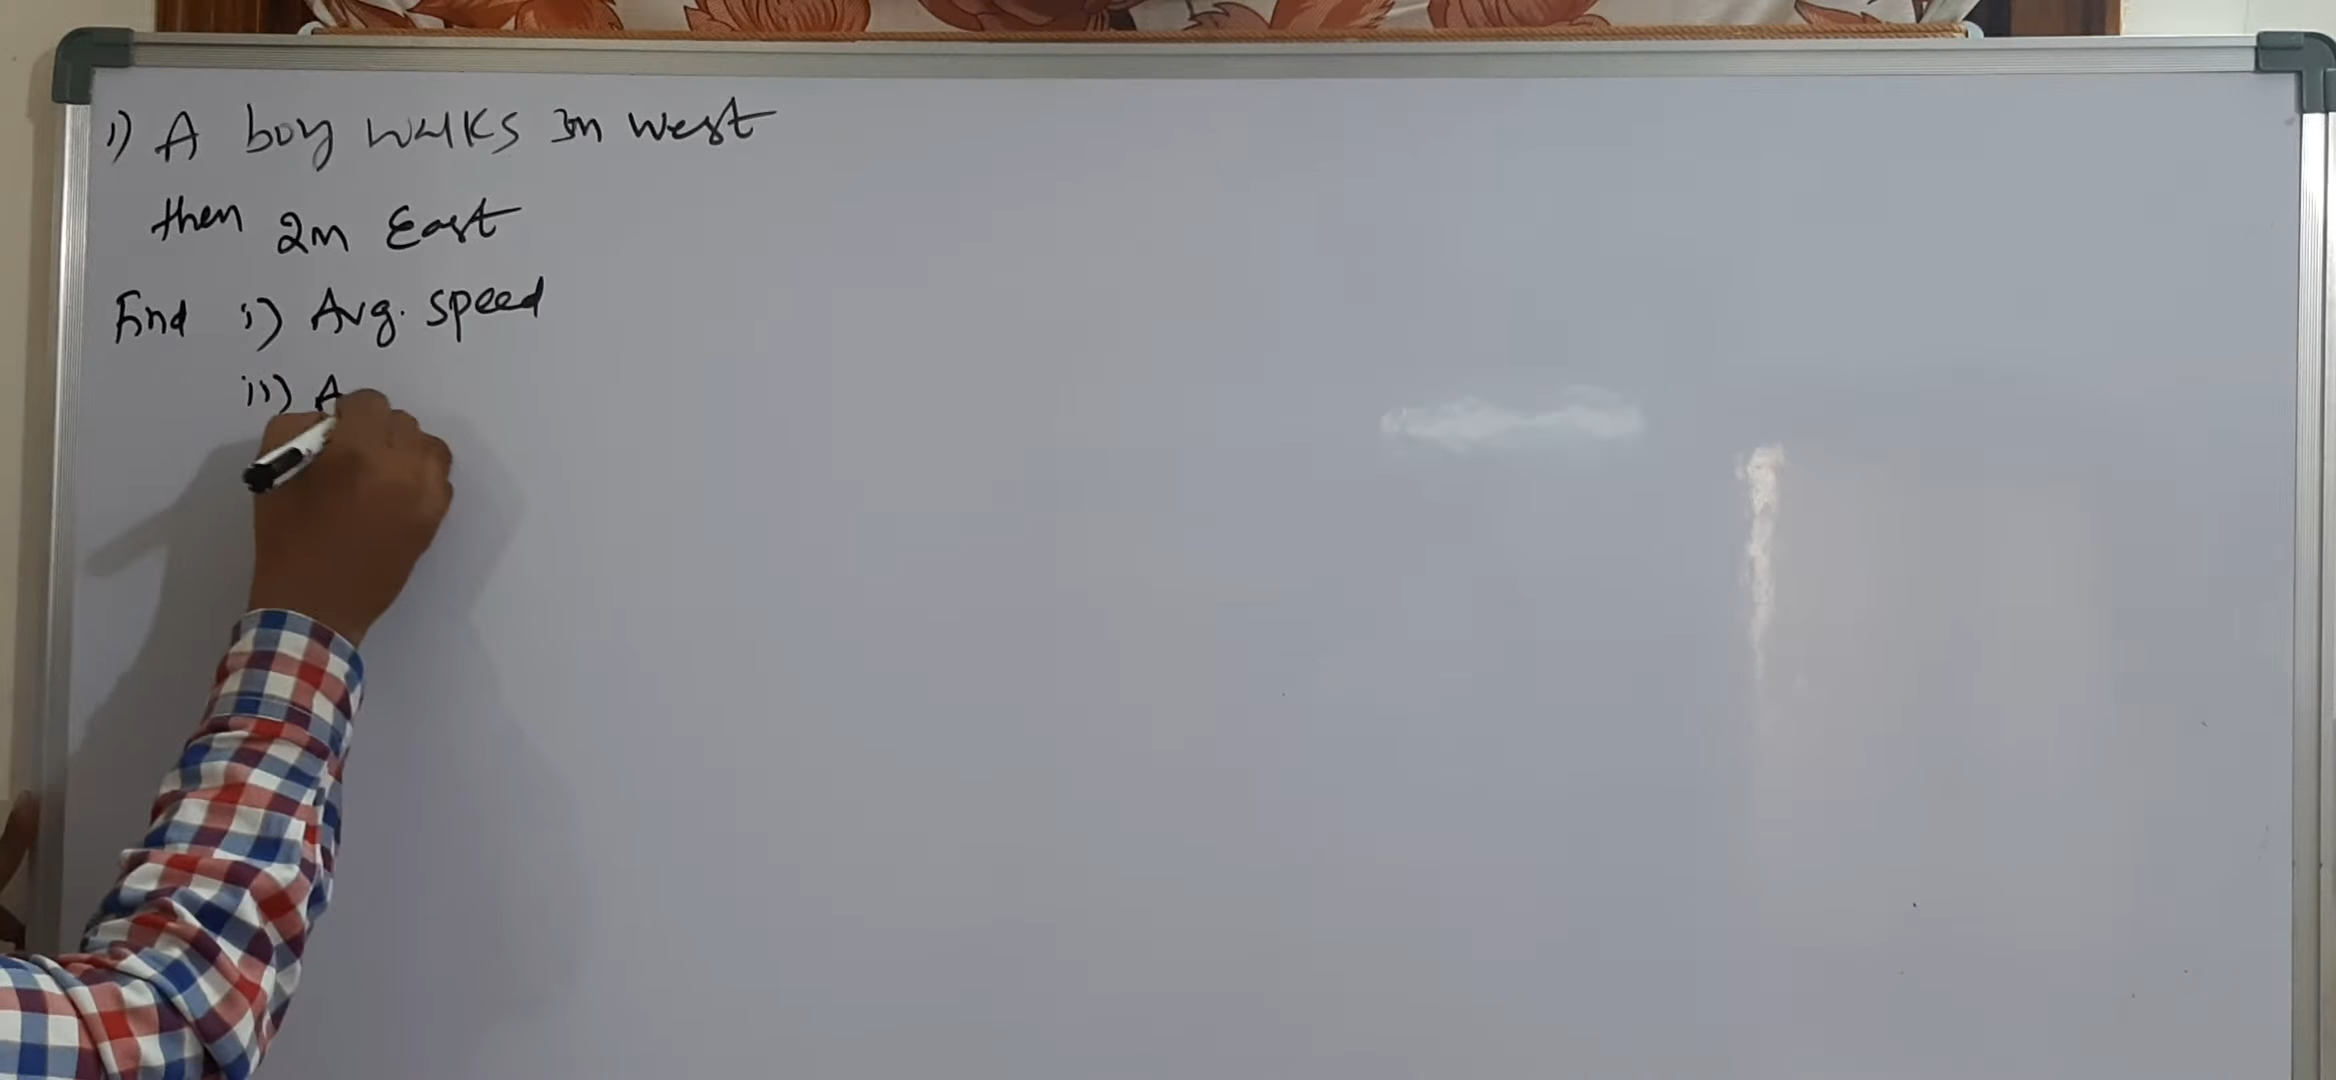 1) A boy walks 3m west
then 2m East
Find i) Avg. speed
ii) A